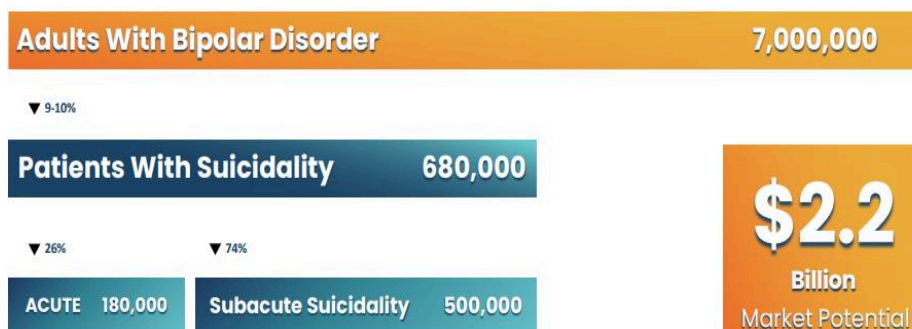 Adults With Bipolar Disorder 7,000,000
▼ 9-10%
Patients With Suicidality 680,000
▼ 26% ▼ 74%
ACUTE 180,000 Subacute Suicidality 500,000
$2.2
Billion
Market Potential